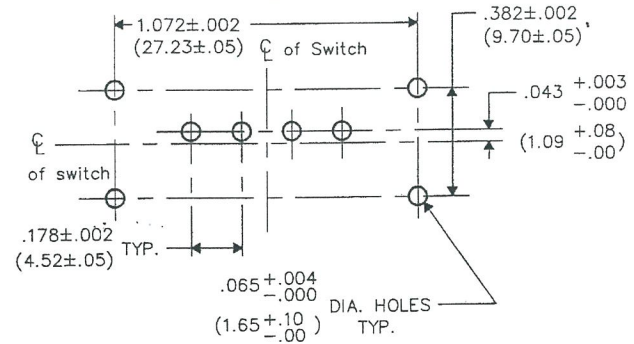 1.072±.002
(27.23±.05)
℄ of Switch
.382±.002
(9.70±.05)
.043 +.003 -.000
(1.09 +.08 -.00)
℄
of switch
.178±.002
(4.52±.05)
TYP.
.065 +.004 -.000
(1.65 +.10 -.00)
DIA. HOLES
TYP.